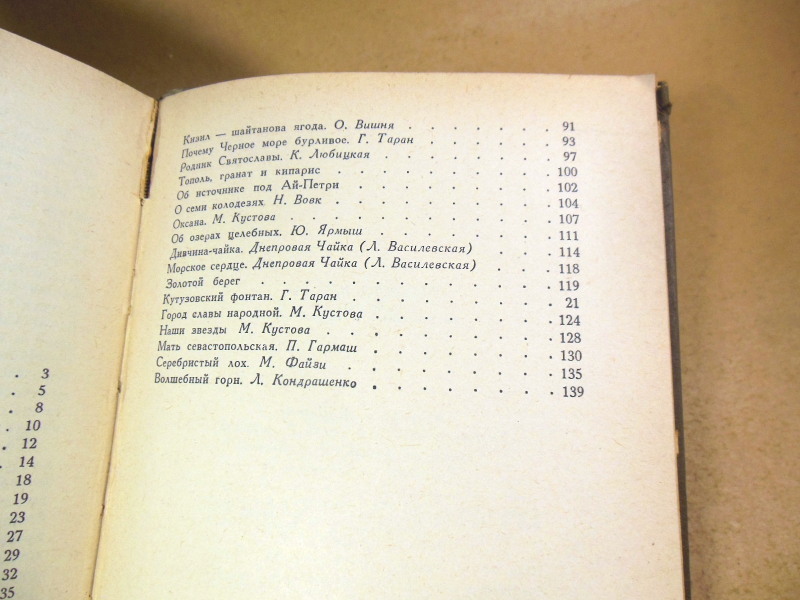 3
5
8
10
12
14
18
19
23
27
29
32
35
Кизил — шайтанова ягода. О. Вишня . . . . . . 91
Почему Черное море бурливое. Г. Таран . . . . . 93
Родник Святославы. К. Любицкая . . . . . . 97
Тополь, гранат и кипарис . . . . . . . . 100
Об источнике под Ай-Петри . . . . . . . 102
О семи колодезях. Н. Вовк . . . . . . . 104
Оксана. М. Кустова . . . . . . . . . 107
Об озерах целебных. Ю. Ярмыш . . . . . . 111
Дивчина-чайка. Днепровая Чайка (Л. Василевская) . . . 114
Морское сердце. Днепровая Чайка (Л. Василевская) . . . 118
Золотой берег . . . . . . . . . . 119
Кутузовский фонтан. Г. Таран . . . . . . . 21
Город славы народной. М. Кустова . . . . . . 124
Наши звезды М. Кустова . . . . . . . . 128
Мать севастопольская. П. Гармаш . . . . . . 130
Серебристый лох. М. Файзи . . . . . . . 135
Волшебный горн. Л. Кондрашенко . . . . . . 139